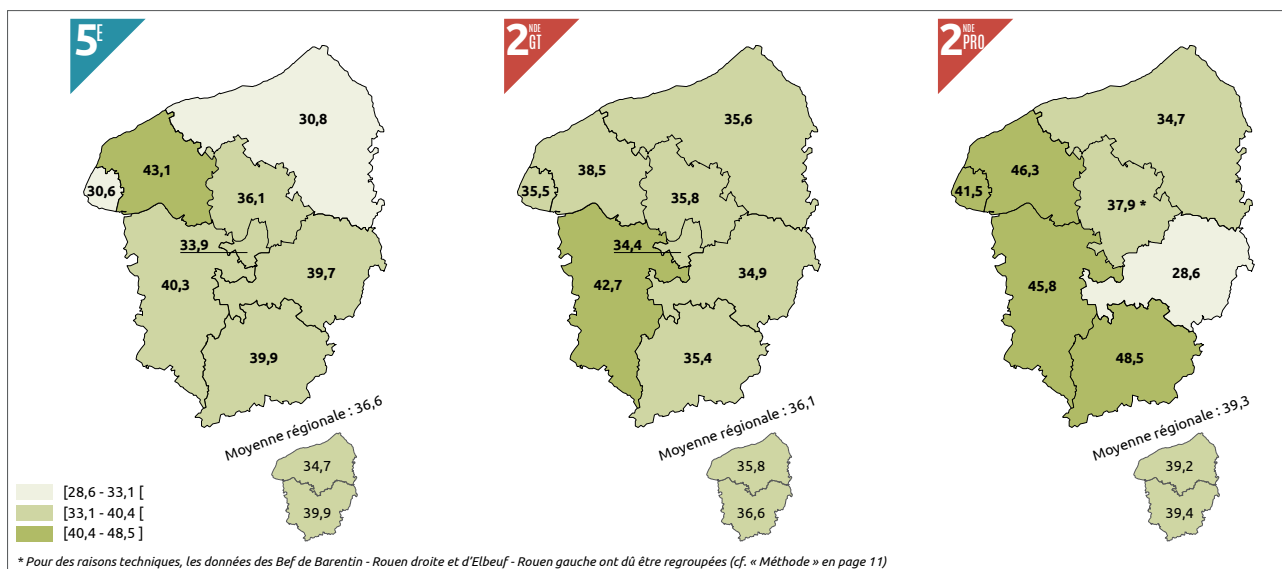 5E
30,8
43,1
30,6
36,1
33,9
40,3
39,7
39,9
Moyenne régionale : 36,6
34,7
39,9
2NDE GT
35,6
38,5
35,5
35,8
34,4
42,7
34,9
35,4
Moyenne régionale : 36,1
35,8
36,6
2NDE PRO
34,7
46,3
41,5
37,9 *
45,8
28,6
48,5
Moyenne régionale : 39,3
39,2
39,4
[28,6 - 33,1 [
[33,1 - 40,4 [
[40,4 - 48,5 ]
* Pour des raisons techniques, les données des Bef de Barentin - Rouen droite et d'Elbeuf - Rouen gauche ont dû être regroupées (cf. « Méthode » en page 11)